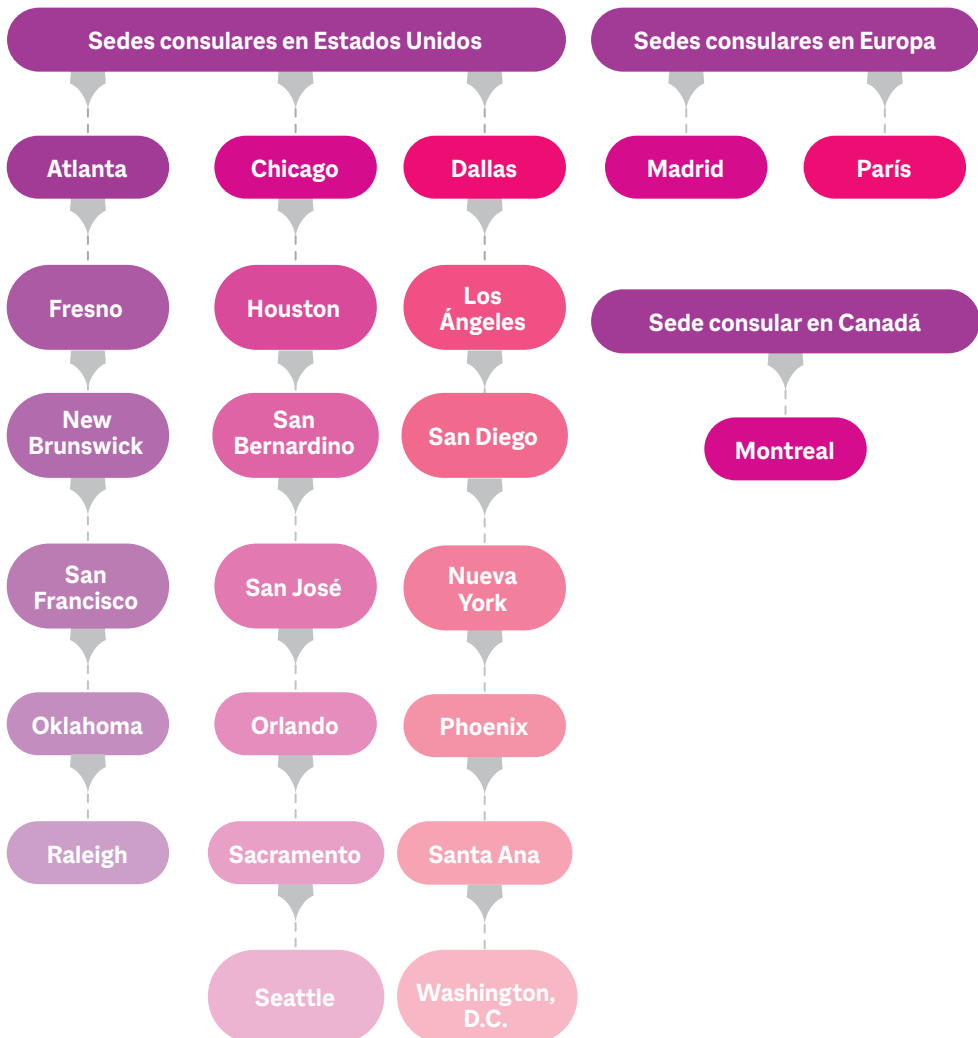 Sedes consulares en Estados Unidos
Atlanta
Fresno
New
Brunswick
San
Francisco
Oklahoma
Raleigh
Chicago
Houston
San
Bernardino
San José
Orlando
Sacramento
Seattle
Dallas
Los
Ángeles
San Diego
Nueva
York
Phoenix
Santa Ana
Washington,
D.C.
Sedes consulares en Europa
Madrid
París
Sede consular en Canadá
Montreal